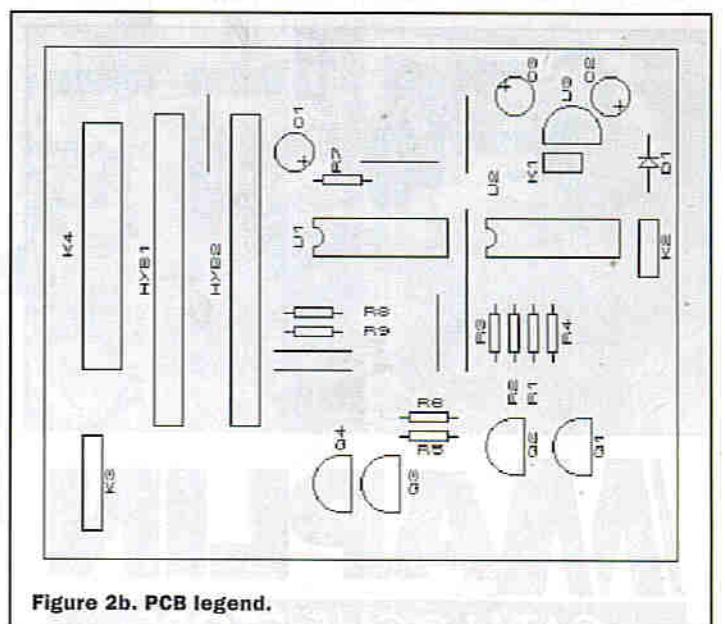 C3
C2
U3
C1
R7
K1
D1
U2
K4
HYB1
HYB2
U1
K2
R8
R9
R3
R2
R1
R4
R6
R5
Q4
Q3
Q2
Q1
K3
Figure 2b. PCB legend.